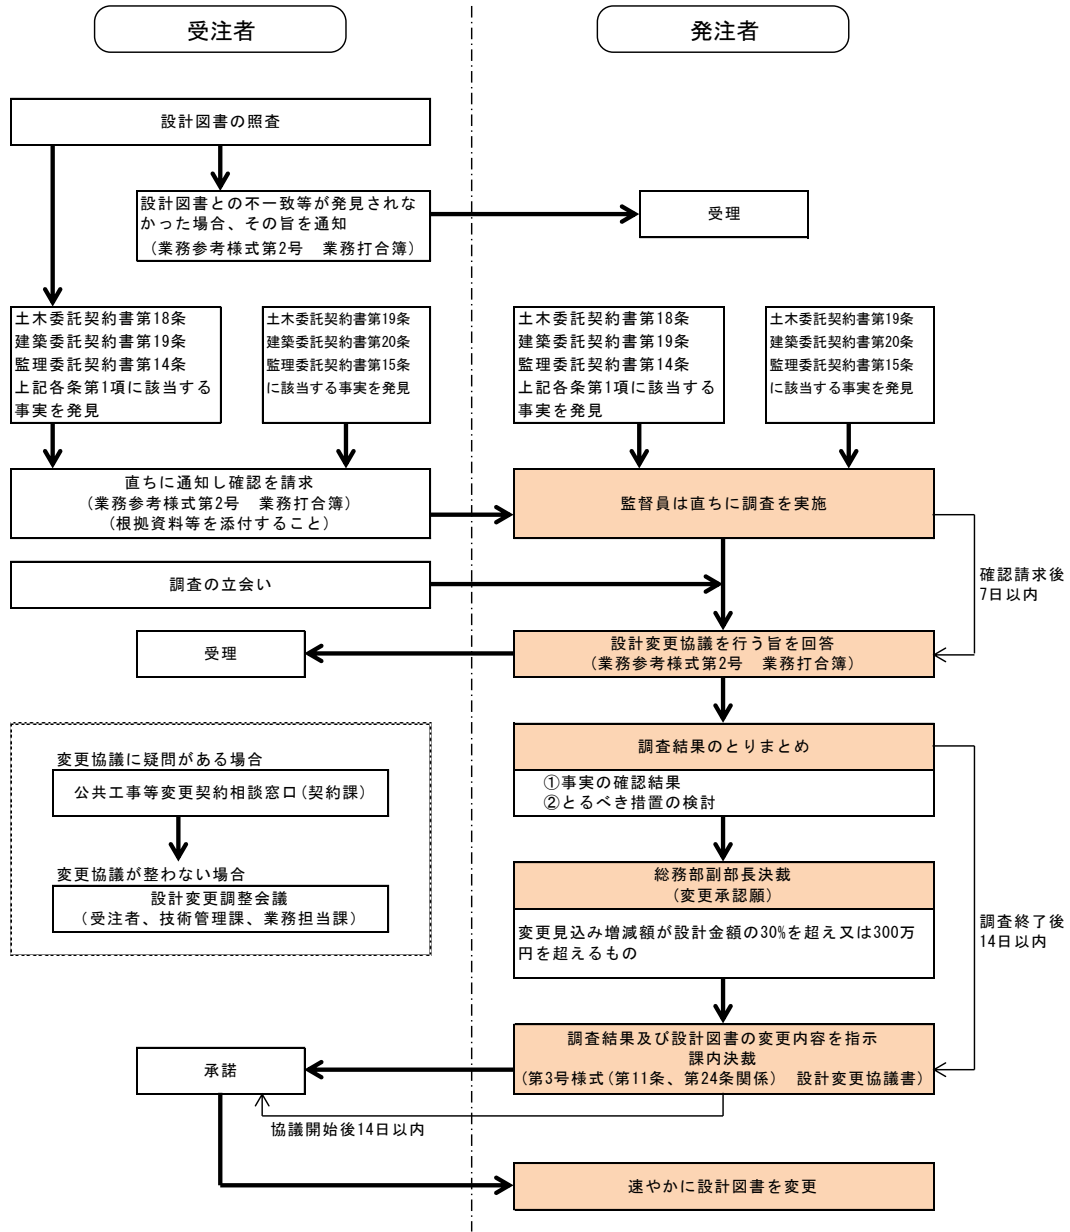 受注者
発注者
設計図書の照査
設計図書との不一致等が発見されな
かった場合、その旨を通知
(業務参考様式第2号　業務打合簿)
受理
土木委託契約書第18条
建築委託契約書第19条
監理委託契約書第14条
上記各条第1項に該当する
事実を発見
土木委託契約書第19条
建築委託契約書第20条
監理委託契約書第15条
に該当する事実を発見
土木委託契約書第18条
建築委託契約書第19条
監理委託契約書第14条
上記各条第1項に該当する
事実を発見
土木委託契約書第19条
建築委託契約書第20条
監理委託契約書第15条
に該当する事実を発見
直ちに通知し確認を請求
(業務参考様式第2号　業務打合簿)
(根拠資料等を添付すること)
監督員は直ちに調査を実施
確認請求後
7日以内
調査の立会い
受理
設計変更協議を行う旨を回答
(業務参考様式第2号　業務打合簿)
変更協議に疑問がある場合
公共工事等変更契約相談窓口(契約課)
変更協議が整わない場合
設計変更調整会議
(受注者、技術管理課、業務担当課)
調査結果のとりまとめ
①事実の確認結果
②とるべき措置の検討
総務部副部長決裁
(変更承認願)
変更見込み増減額が設計金額の30%を超え又は300万
円を超えるもの
調査終了後
14日以内
承諾
調査結果及び設計図書の変更内容を指示
課内決裁
(第3号様式(第11条、第24条関係)　設計変更協議書)
協議開始後14日以内
速やかに設計図書を変更